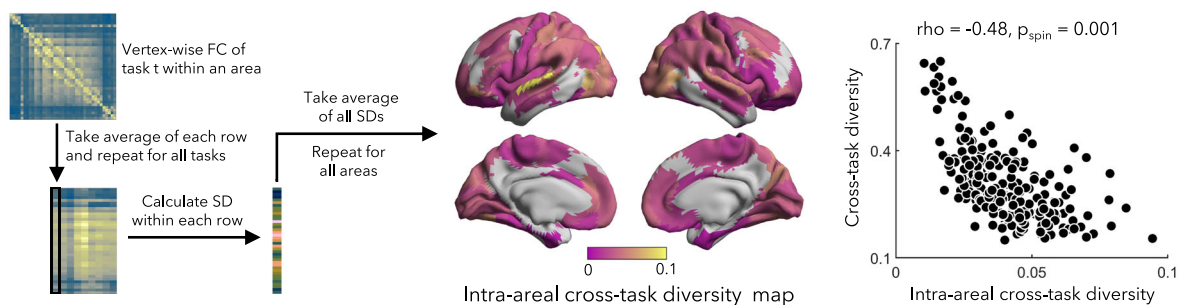 Vertex-wise FC of
task t within an area
Take average of each row
and repeat for all tasks
Calculate SD
within each row
Take average
of all SDs
Repeat for
all areas
0
0.1
Intra-areal cross-task diversity map
rho = -0.48, pspin = 0.001
0.7
0.4
0.1
Cross-task diversity
0
0.05
0.1
Intra-areal cross-task diversity